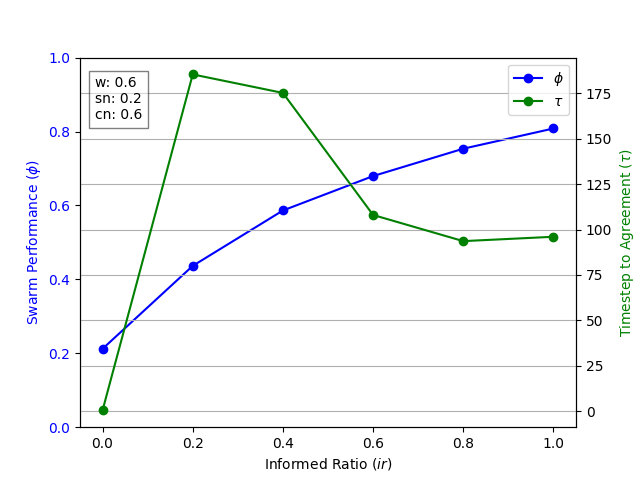 w: 0.6
sn: 0.2
cn: 0.6
ϕ
τ
Swarm Performance (ϕ)
1.0
0.8
0.6
0.4
0.2
0.0
175
150
125
100
75
50
25
0
Timestep to Agreement (τ)
0.0 0.2 0.4 0.6 0.8 1.0
Informed Ratio (ir)